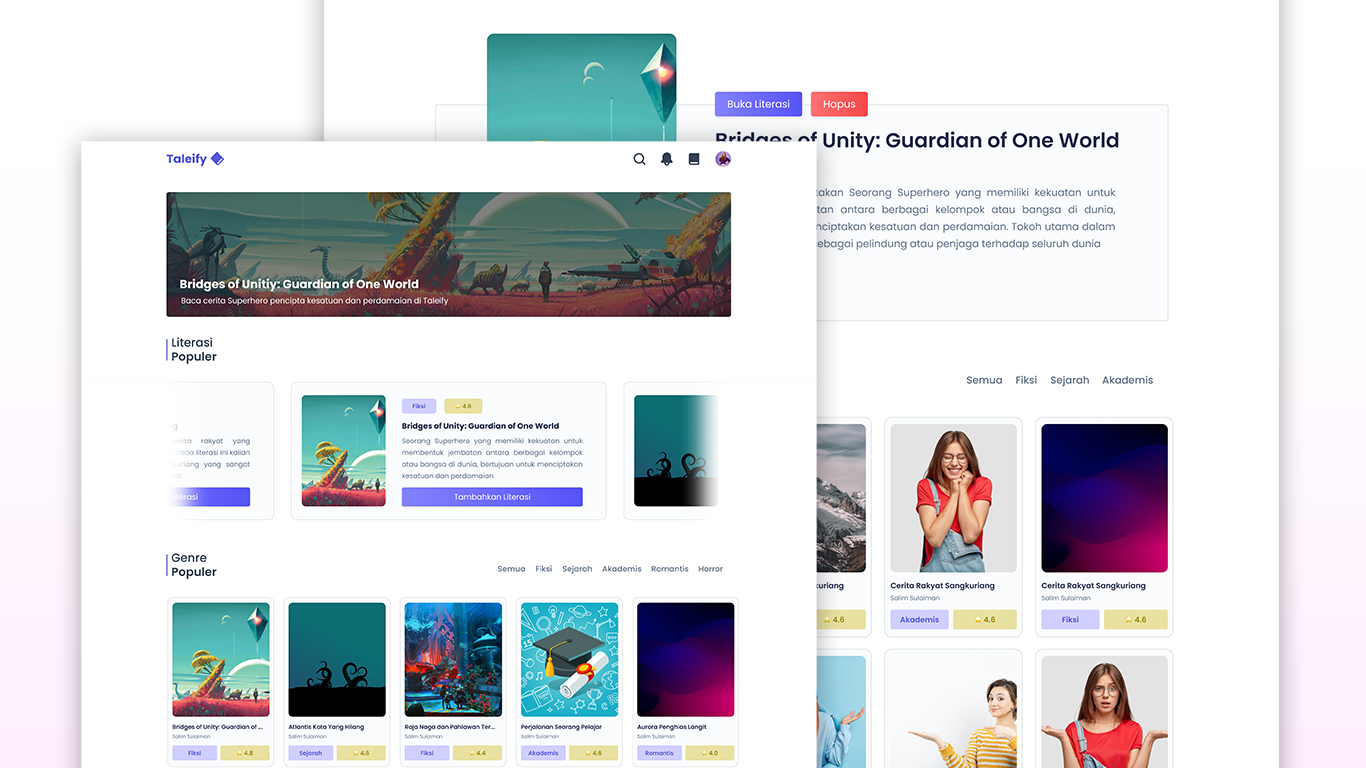 Buka Literasi
Hapus
Bridges of Unity: Guardian of One World
takan Seorang Superhero yang memiliki kekuatan untuk
tan antara berbagai kelompok atau bangsa di dunia,
nciptakan kesatuan dan perdamaian. Tokoh utama dalam
sebagai pelindung atau penjaga terhadap seluruh dunia
Semua Fiksi Sejarah Akademis
uriang
4.6
Cerita Rakyat Sangkuriang
Salim Sulaiman
Akademis
4.6
Cerita Rakyat Sangkuriang
Salim Sulaiman
Fiksi
4.6
Taleify
Bridges of Unitiy: Guardian of One World
Baca cerita Superhero pencipta kesatuan dan perdamaian di Taleify
Literasi
Populer
ng
erita rakyat yang
pada literasi ini kalian
kuriang yang sangat
iterasi
Fiksi
4.6
Bridges of Unity: Guardian of One World
Seorang Superhero yang memiliki kekuatan untuk
membentuk jembatan antara berbagai kelompok
atau bangsa di dunia, bertujuan untuk menciptakan
kesatuan dan perdamaian
Tambahkan Literasi
Genre
Populer
Semua Fiksi Sejarah Akademis Romantis Horror
Bridges of Unity: Guardian of ...
Salim Sulaiman
Fiksi
4.8
Atlantis Kota Yang Hilang
Salim Sulaiman
Sejarah
4.6
Raja Naga dan Pahlawan Ter...
Salim Sulaiman
Fiksi
4.4
Perjalanan Seorang Pelajar
Salim Sulaiman
Akademis
4.6
Aurora Penghias Langit
Salim Sulaiman
Romantis
4.0